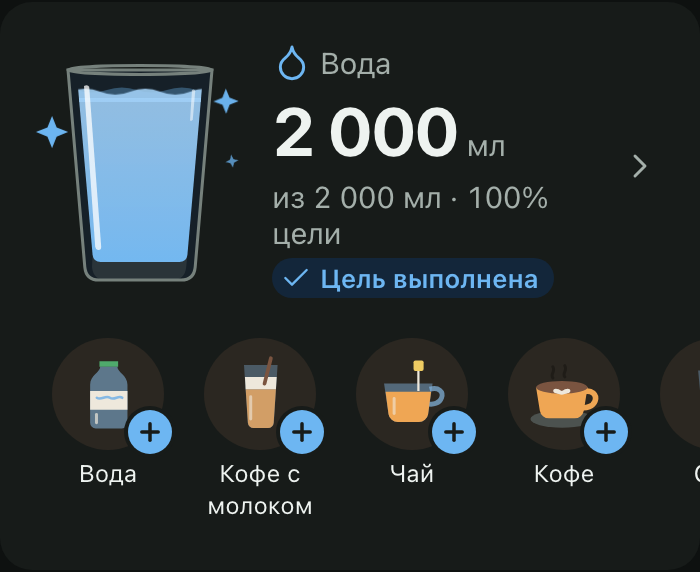 Вода
2 000 мл
из 2 000 мл · 100%
цели
Цель выполнена
Вода
Кофе с
молоком
Чай
Кофе